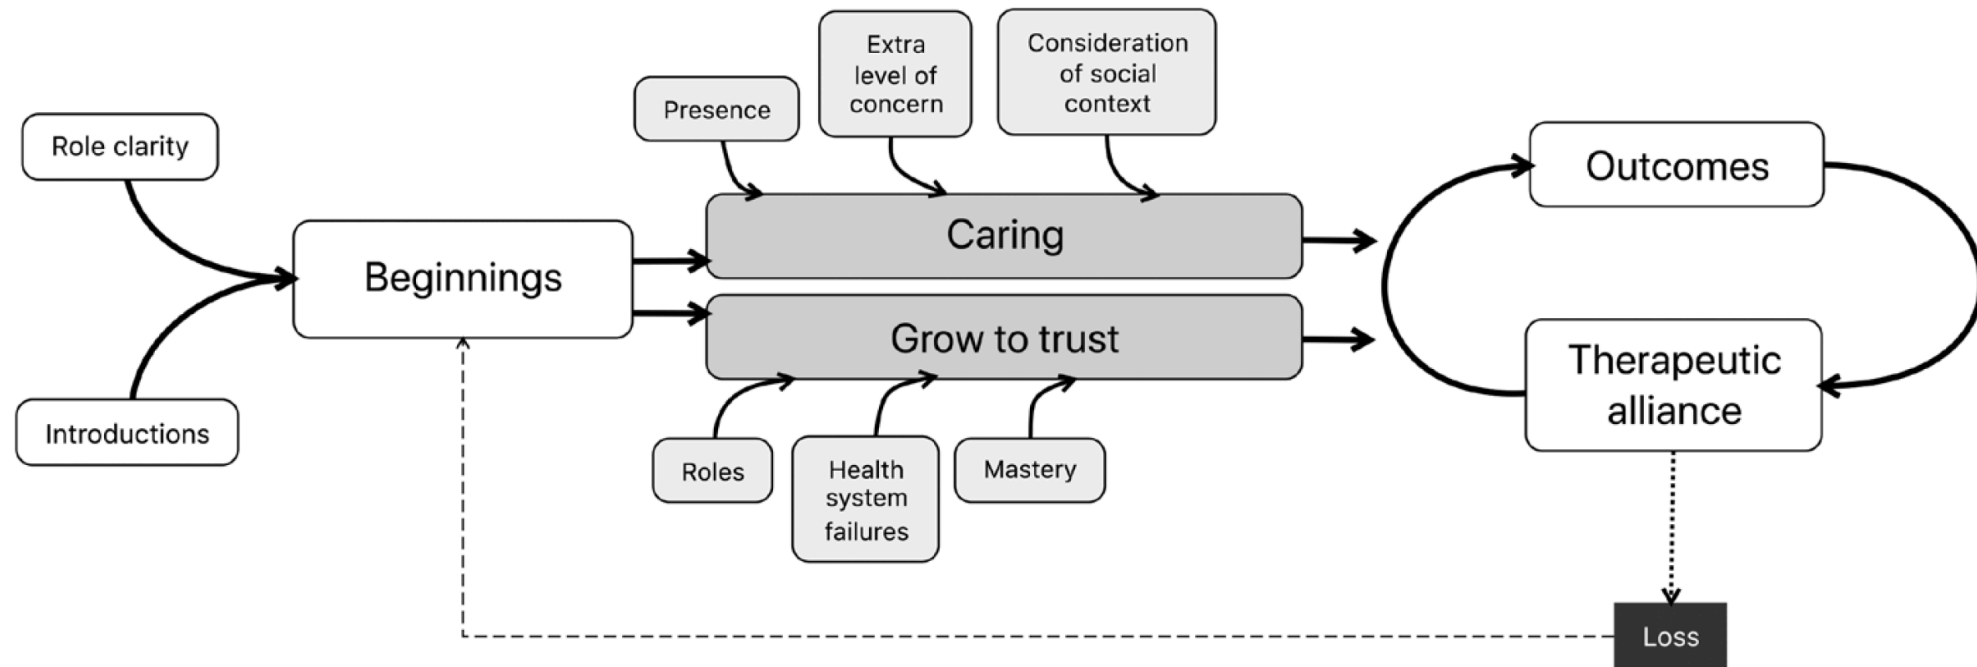 Role clarity
Introductions
Beginnings
Presence
Extra
level of
concern
Consideration
of social
context
Caring
Grow to trust
Roles
Health
system
failures
Mastery
Outcomes
Therapeutic
alliance
Loss